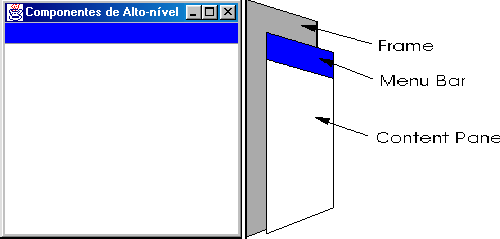 Componentes de Alto-nível
Frame
Menu Bar
Content Pane